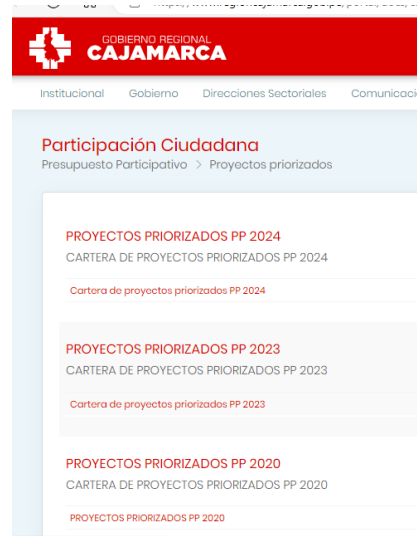 GOBIERNO REGIONAL
CAJAMARCA
Institucional Gobierno Direcciones Sectoriales
Participación Ciudadana
Presupuesto Participativo > Proyectos priorizados
PROYECTOS PRIORIZADOS PP 2024
CARTERA DE PROYECTOS PRIORIZADOS PP 2024
Cartera de proyectos priorizados PP 2024
PROYECTOS PRIORIZADOS PP 2023
CARTERA DE PROYECTOS PRIORIZADOS PP 2023
Cartera de proyectos priorizados PP 2023
PROYECTOS PRIORIZADOS PP 2020
CARTERA DE PROYECTOS PRIORIZADOS PP 2020
PROYECTOS PRIORIZADOS PP 2020